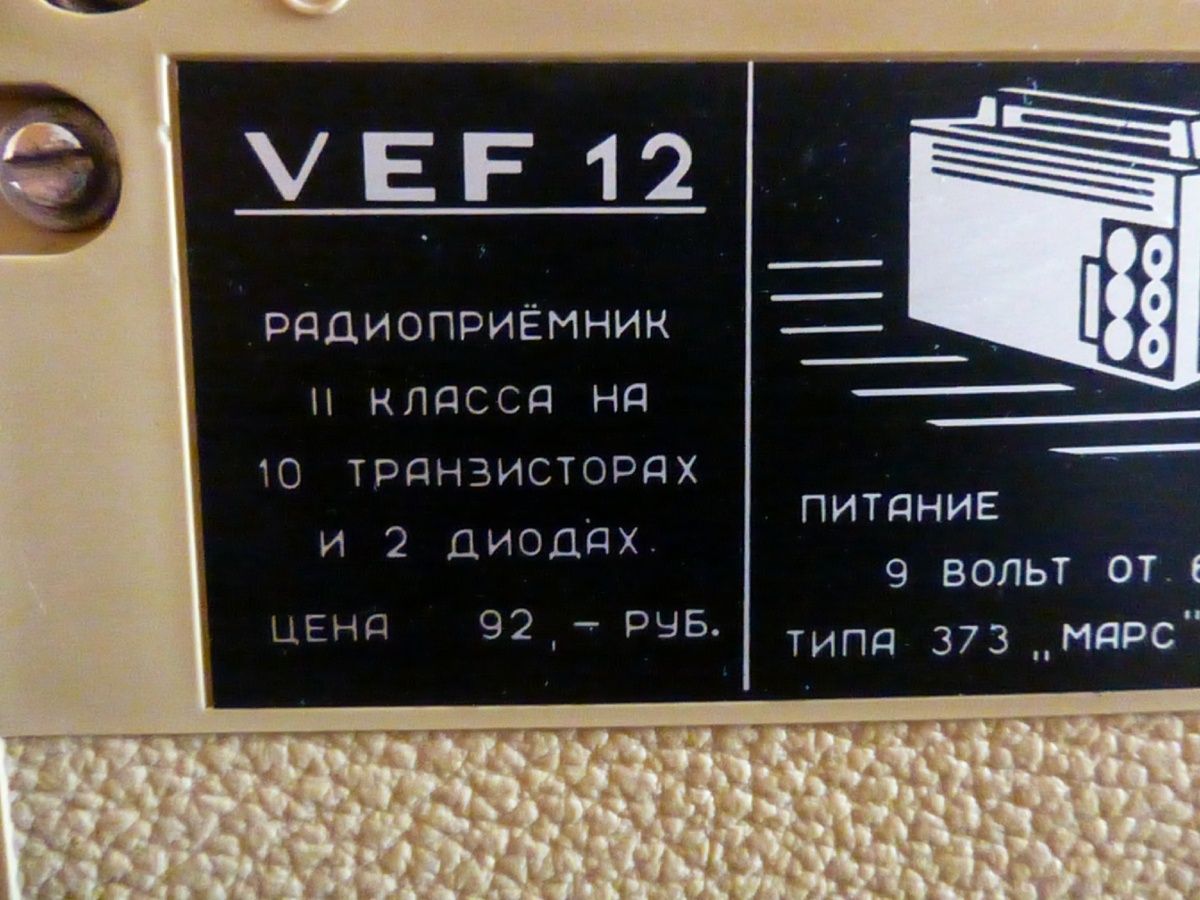 VEF 12
РАДИОПРИЁМНИК
II КЛАССА НА
10 ТРАНЗИСТОРАХ
И 2 ДИОДАХ.
ЦЕНА 92,- РУБ.
ПИТАНИЕ
9 ВОЛЬТ ОТ
ТИПА 373 „МАРС"